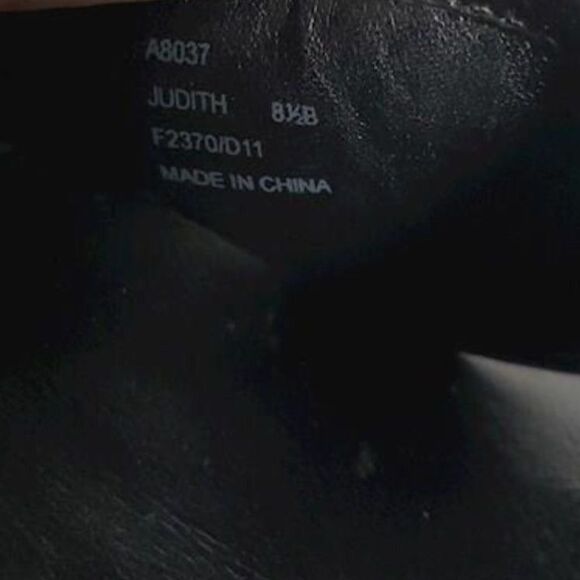 A8037
JUDITH 8½B
F2370/D11
MADE IN CHINA